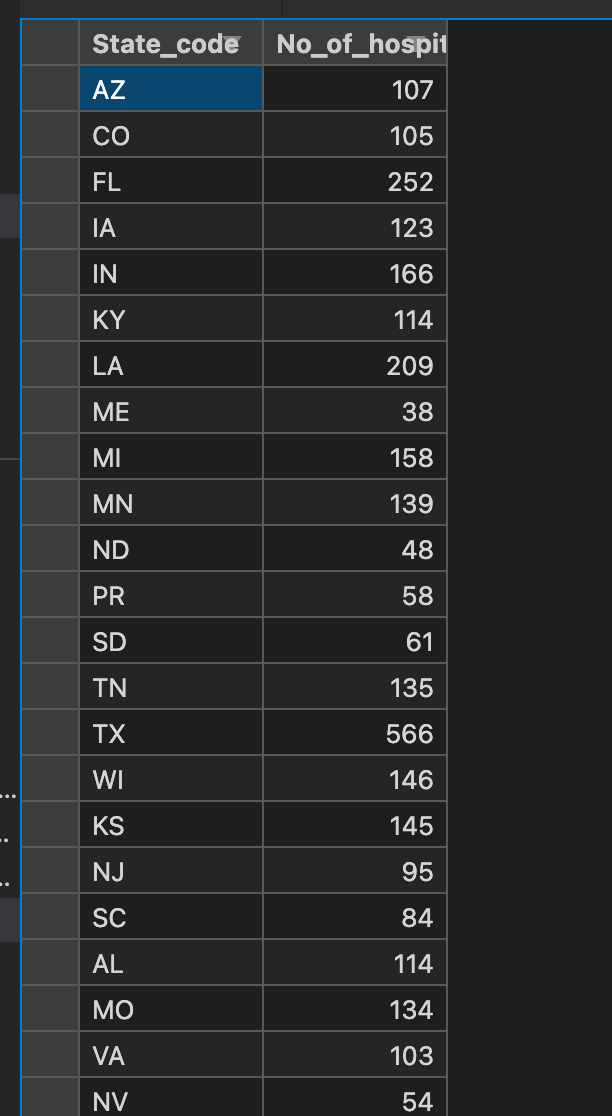 State_code No_of_hospit
AZ 107
CO 105
FL 252
IA 123
IN 166
KY 114
LA 209
ME 38
MI 158
MN 139
ND 48
PR 58
SD 61
TN 135
TX 566
WI 146
KS 145
NJ 95
SC 84
AL 114
MO 134
VA 103
NV 54